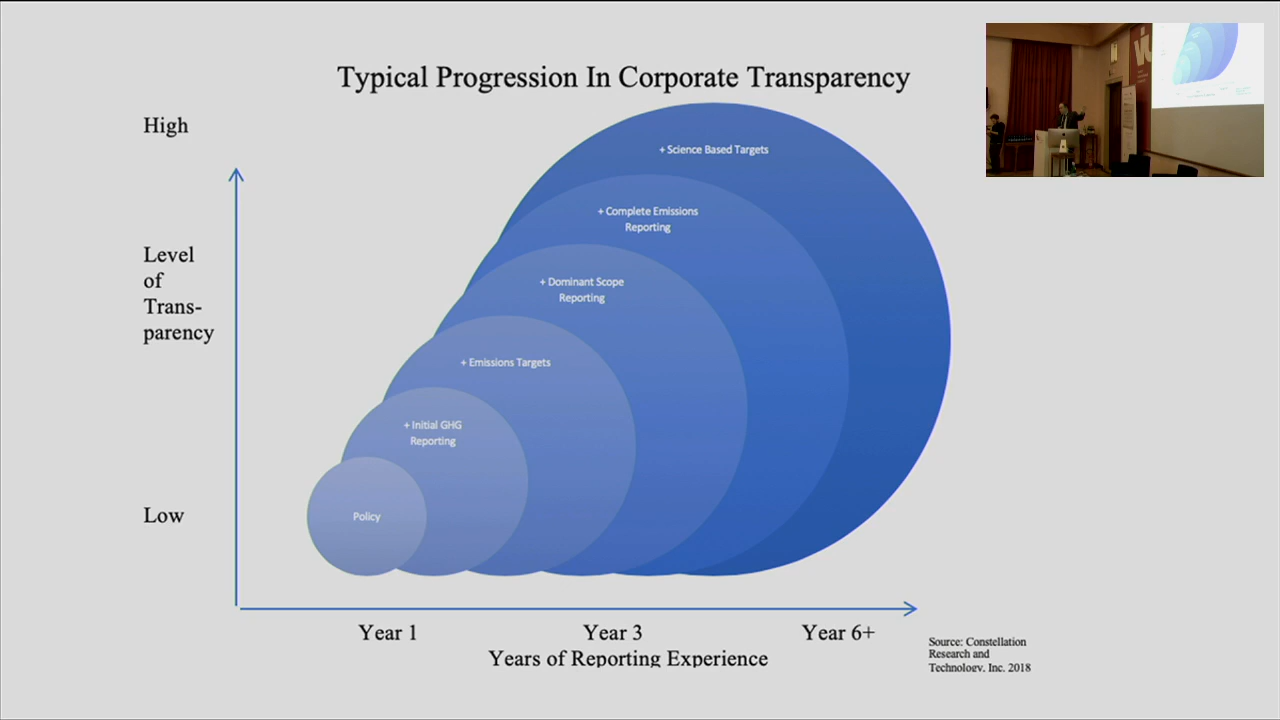 Typical Progression In Corporate Transparency
High
+ Science Based Targets
+ Complete Emissions
Reporting
Level
of
Trans-
parency
+ Dominant Scope
Reporting
+ Emissions Targets
+ Initial GHG
Reporting
Low
Policy
Year 1
Year 3
Year 6+
Years of Reporting Experience
Source: Constellation
Research and
Technology, Inc. 2018